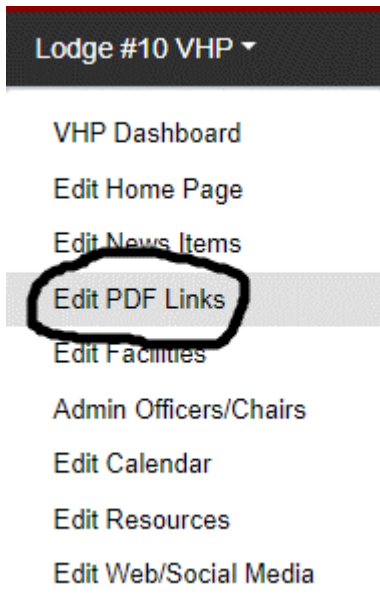 Lodge #10 VHP
VHP Dashboard
Edit Home Page
Edit News Items
Edit PDF Links
Edit Facilities
Admin Officers/Chairs
Edit Calendar
Edit Resources
Edit Web/Social Media